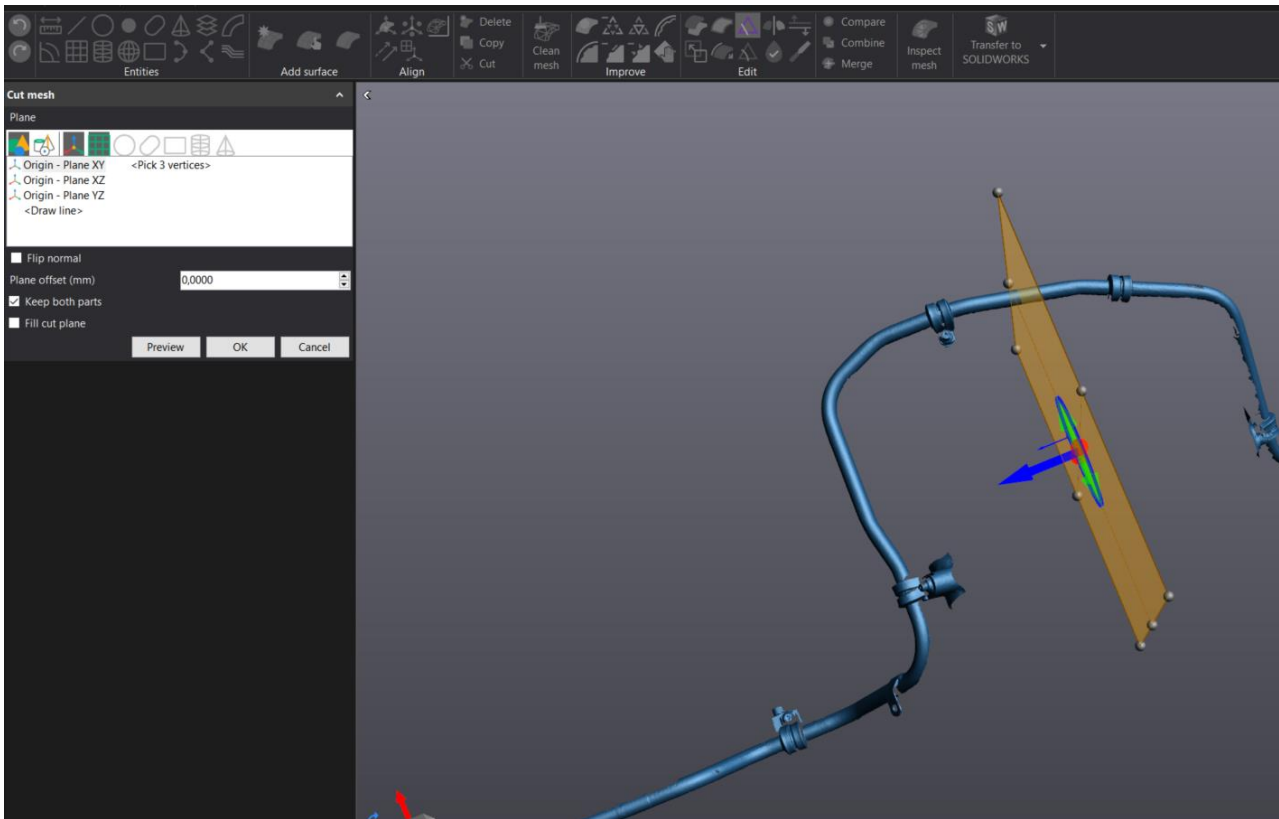 Delete
Copy
Cut
Clean mesh
Compare
Combine
Merge
Inspect mesh
SW
Transfer to SOLIDWORKS
Entities
Add surface
Align
Improve
Edit
Cut mesh
Plane
Origin - Plane XY <Pick 3 vertices>
Origin - Plane XZ
Origin - Plane YZ
<Draw line>
Flip normal
Plane offset (mm) 0,0000
Keep both parts
Fill cut plane
Preview OK Cancel